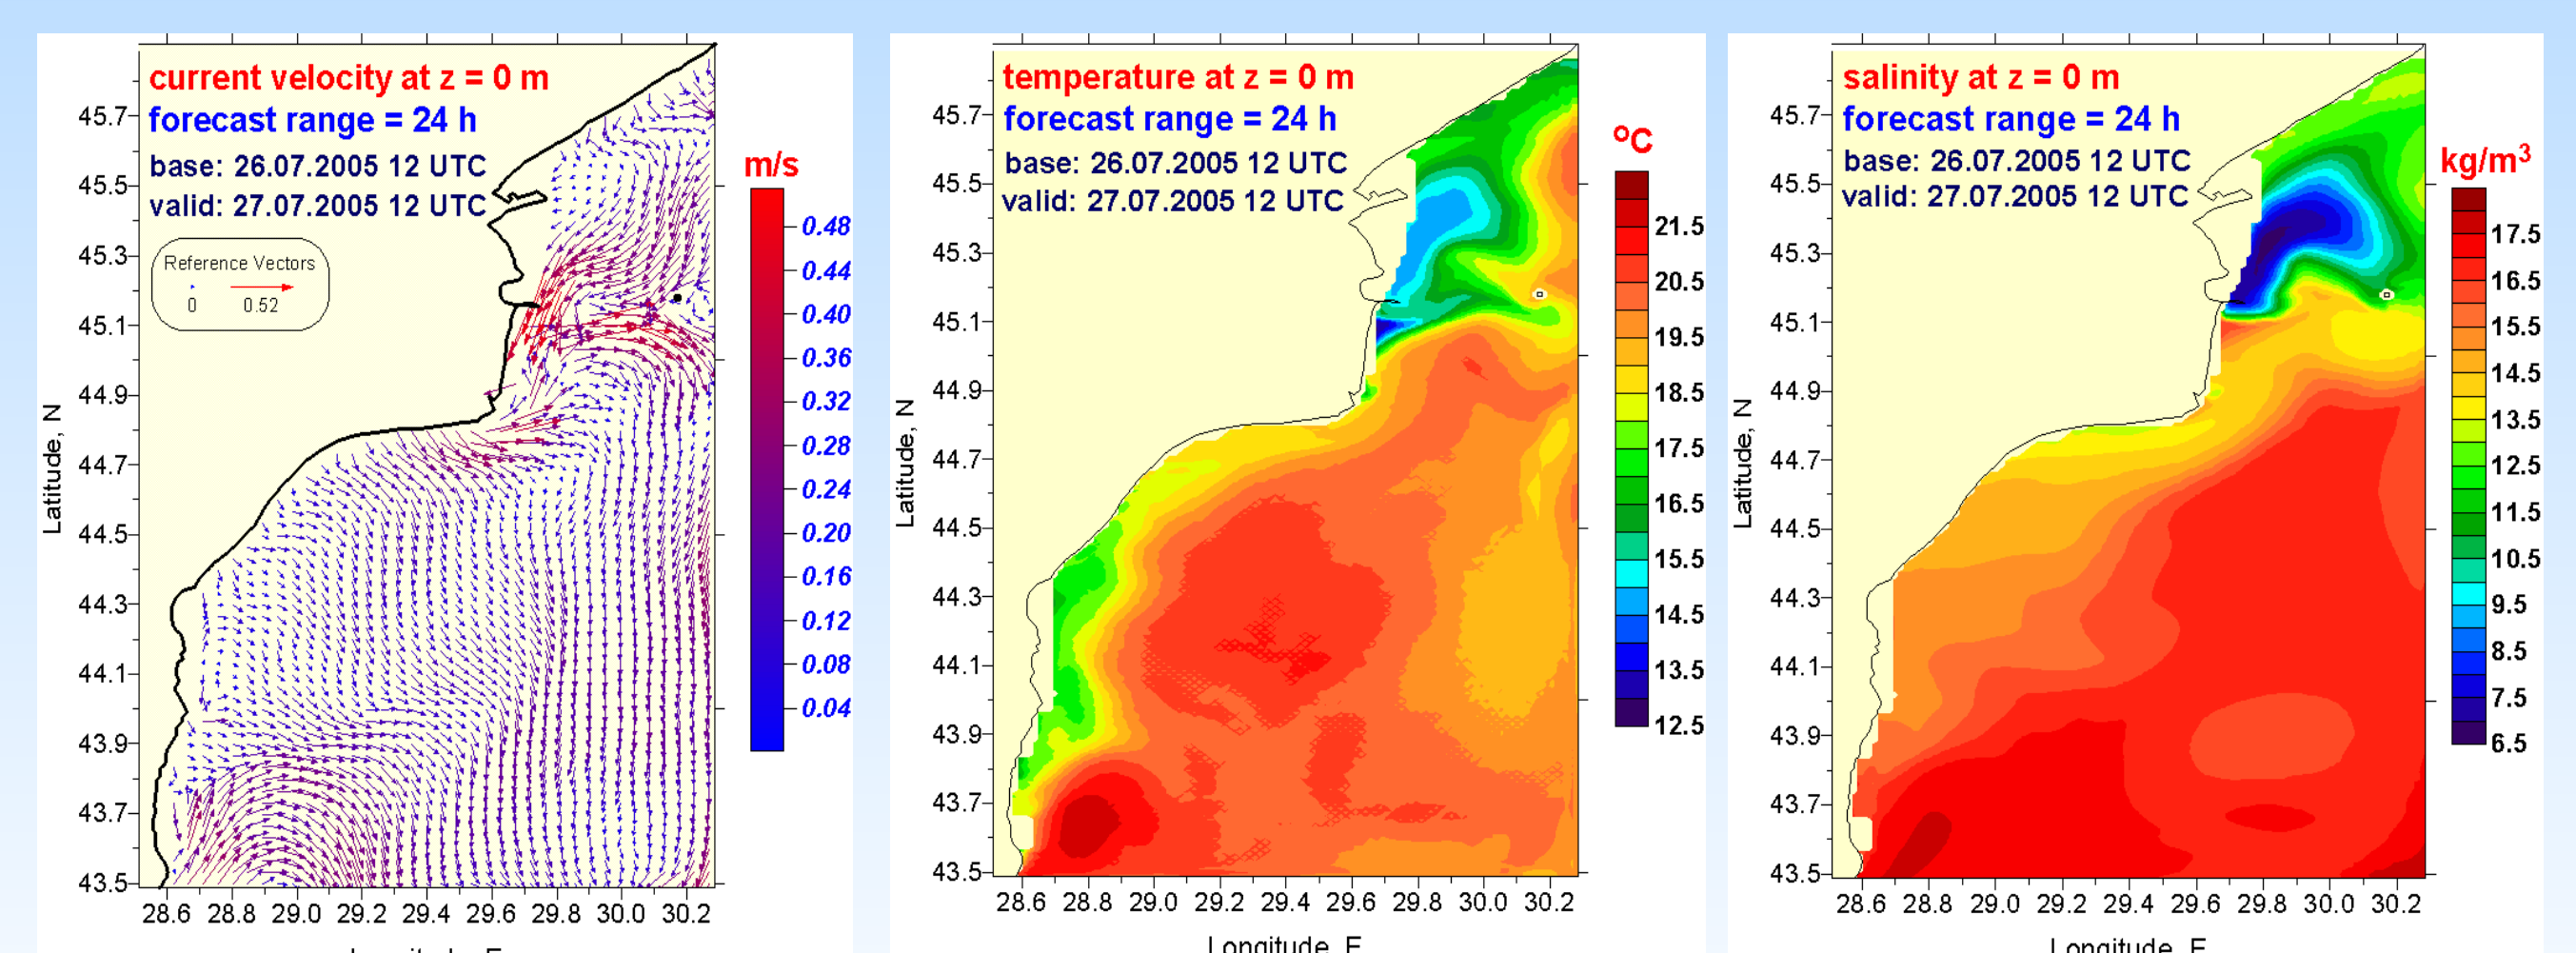 current velocity at z = 0 m
forecast range = 24 h
base: 26.07.2005 12 UTC
valid: 27.07.2005 12 UTC
Reference Vectors
0 0.52
45.7
45.5
45.3
45.1
44.9
44.7
44.5
44.3
44.1
43.9
43.7
43.5
Latitude, N
28.6 28.8 29.0 29.2 29.4 29.6 29.8 30.0 30.2
Longitude, E
m/s
0.48
0.44
0.40
0.36
0.32
0.28
0.24
0.20
0.16
0.12
0.08
0.04
temperature at z = 0 m
forecast range = 24 h
base: 26.07.2005 12 UTC
valid: 27.07.2005 12 UTC
45.7
45.5
45.3
45.1
44.9
44.7
44.5
44.3
44.1
43.9
43.7
43.5
Latitude, N
28.6 28.8 29.0 29.2 29.4 29.6 29.8 30.0 30.2
Longitude, E
ºC
21.5
20.5
19.5
18.5
17.5
16.5
15.5
14.5
13.5
12.5
salinity at z = 0 m
forecast range = 24 h
base: 26.07.2005 12 UTC
valid: 27.07.2005 12 UTC
45.7
45.5
45.3
45.1
44.9
44.7
44.5
44.3
44.1
43.9
43.7
43.5
Latitude, N
28.6 28.8 29.0 29.2 29.4 29.6 29.8 30.0 30.2
Longitude, E
kg/m³
17.5
16.5
15.5
14.5
13.5
12.5
11.5
10.5
9.5
8.5
7.5
6.5